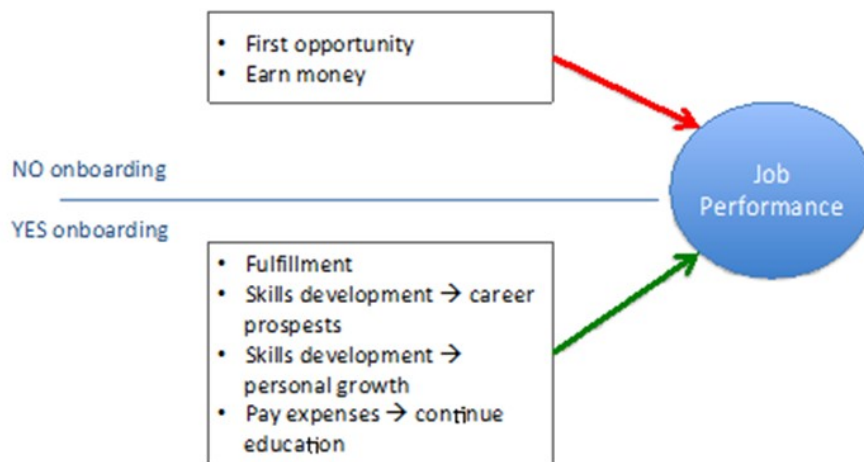 • First opportunity
• Earn money
NO onboarding
Job
Performance
YES onboarding
• Fulfillment
• Skills development → career
prospests
• Skills development →
personal growth
• Pay expenses → continue
education